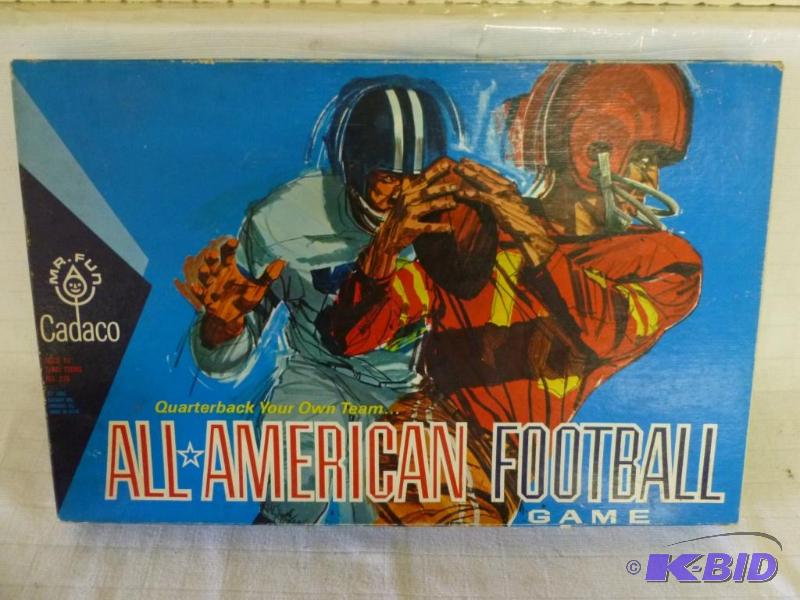 MR. FUN
Cadaco
Quarterback Your Own Team...
ALL☆AMERICAN FOOTBALL
GAME
© K-BID